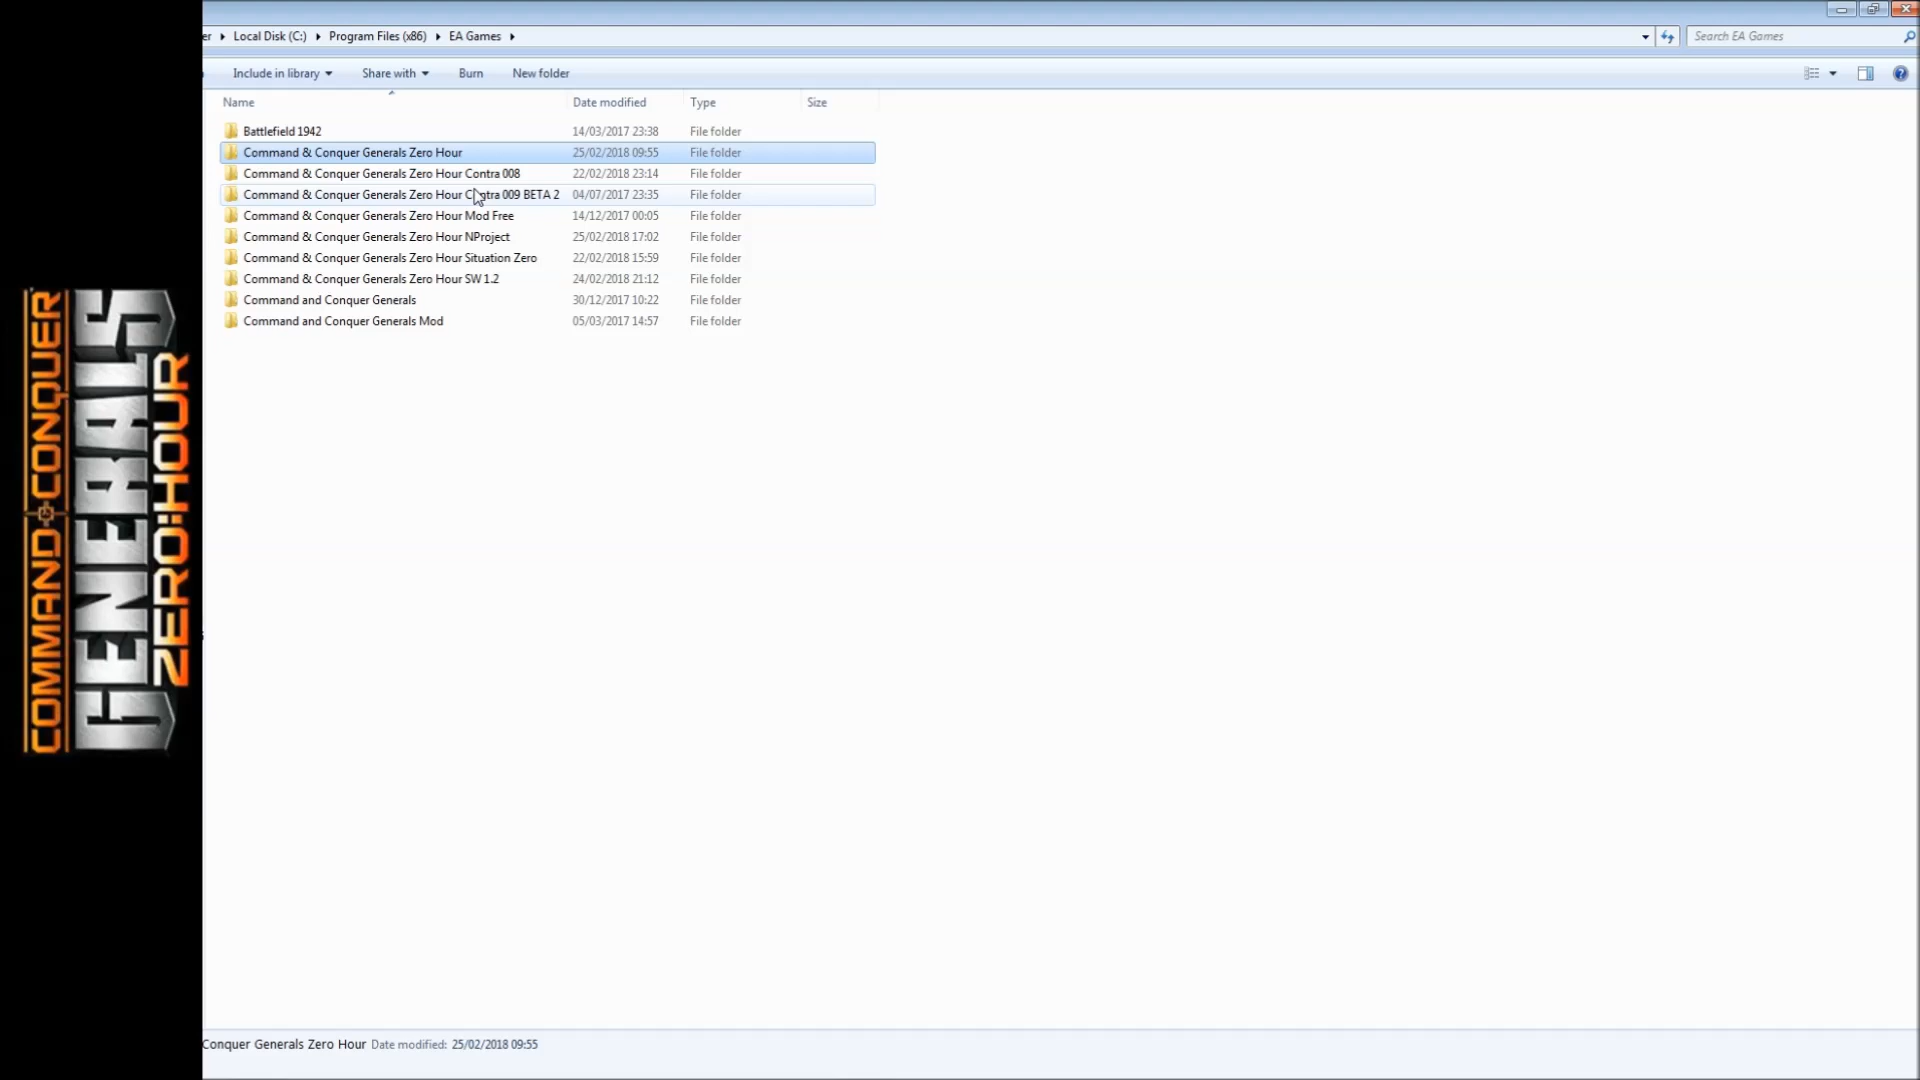 er ▸ Local Disk (C:) ▸ Program Files (x86) ▸ EA Games ▸
Search EA Games
Include in library
Share with
Burn
New folder
Name Date modified Type Size
Battlefield 1942 14/03/2017 23:38 File folder
Command & Conquer Generals Zero Hour 25/02/2018 09:55 File folder
Command & Conquer Generals Zero Hour Contra 008 22/02/2018 23:14 File folder
Command & Conquer Generals Zero Hour Contra 009 BETA 2 04/07/2017 23:35 File folder
Command & Conquer Generals Zero Hour Mod Free 14/12/2017 00:05 File folder
Command & Conquer Generals Zero Hour NProject 25/02/2018 17:02 File folder
Command & Conquer Generals Zero Hour Situation Zero 22/02/2018 15:59 File folder
Command & Conquer Generals Zero Hour SW 1.2 24/02/2018 21:12 File folder
Command and Conquer Generals 30/12/2017 10:22 File folder
Command and Conquer Generals Mod 05/03/2017 14:57 File folder
COMMAND CONQUER
GENERALS
ZERO:HOUR
Conquer Generals Zero Hour Date modified: 25/02/2018 09:55